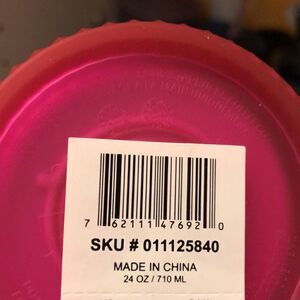 7 62111 47692 0
SKU # 011125840
MADE IN CHINA
24 OZ / 710 ML